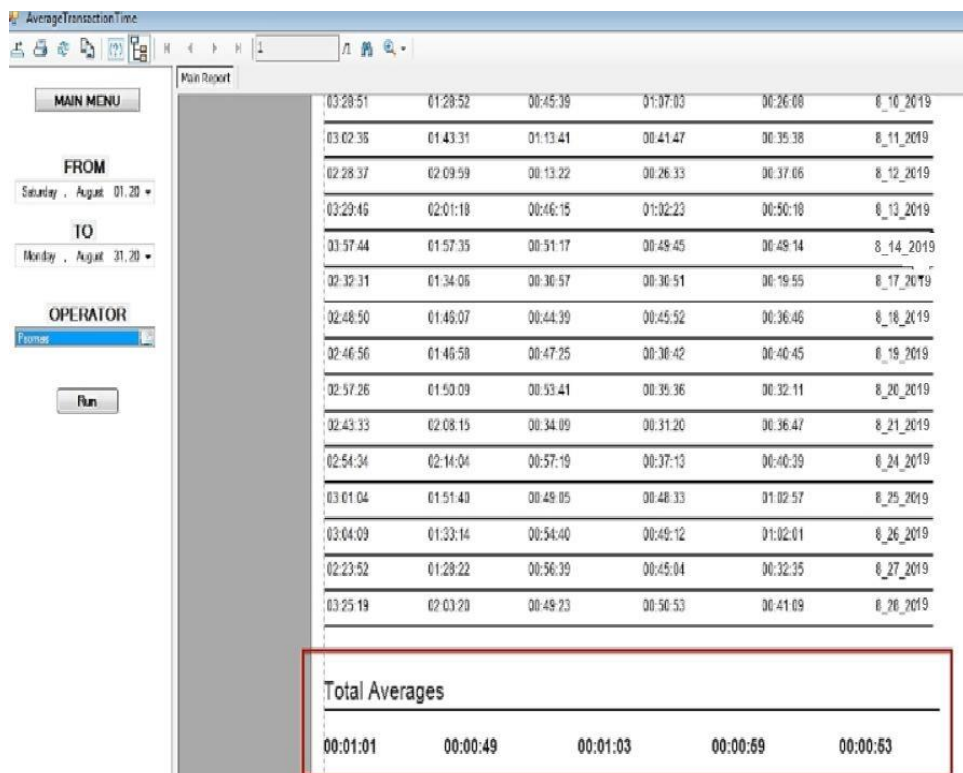 AverageTransactionTime
1 /1
Main Report
MAIN MENU
FROM
Saturday , August 01, 20
TO
Monday , August 31, 20
OPERATOR
Promes
Run
03:28:51 01:28:52 00:45:39 01:07:03 00:26:08 8_10_2019
03:02:36 01:43:31 01:13:41 00:41:47 00:35:38 8_11_2019
02:28:37 02:09:59 00:13:22 00:26:33 00:37:06 8_12_2019
03:29:46 02:01:18 00:46:15 01:02:23 00:50:18 8_13_2019
03:57:44 01:57:35 00:51:17 00:49:45 00:49:14 8_14_2019
02:32:31 01:34:06 00:30:57 00:30:51 00:19:55 8_17_2019
02:48:50 01:46:07 00:44:39 00:45:52 00:36:46 8_18_2019
02:46:56 01:46:58 00:47:25 00:38:42 00:40:45 8_19_2019
02:57:26 01:50:09 00:53:41 00:35:36 00:32:11 8_20_2019
02:43:33 02:08:15 00:34:09 00:31:20 00:36:47 8_21_2019
02:54:34 02:14:04 00:57:19 00:37:13 00:40:39 8_24_2019
03:01:04 01:51:40 00:49:05 00:48:33 01:02:57 8_25_2019
03:04:09 01:33:14 00:54:40 00:49:12 01:02:01 8_26_2019
02:23:52 01:28:22 00:56:39 00:45:04 00:32:35 8_27_2019
03:25:19 02:03:20 00:49:23 00:50:53 00:41:09 8_28_2019
Total Averages
00:01:01 00:00:49 00:01:03 00:00:59 00:00:53